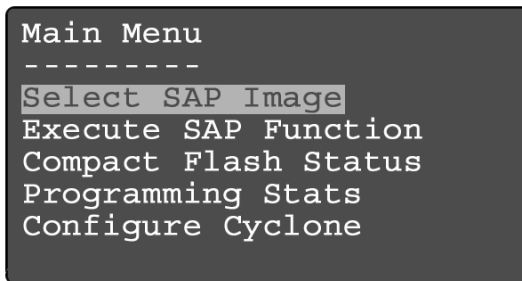 Main Menu
---------
Select SAP Image
Execute SAP Function
Compact Flash Status
Programming Stats
Configure Cyclone